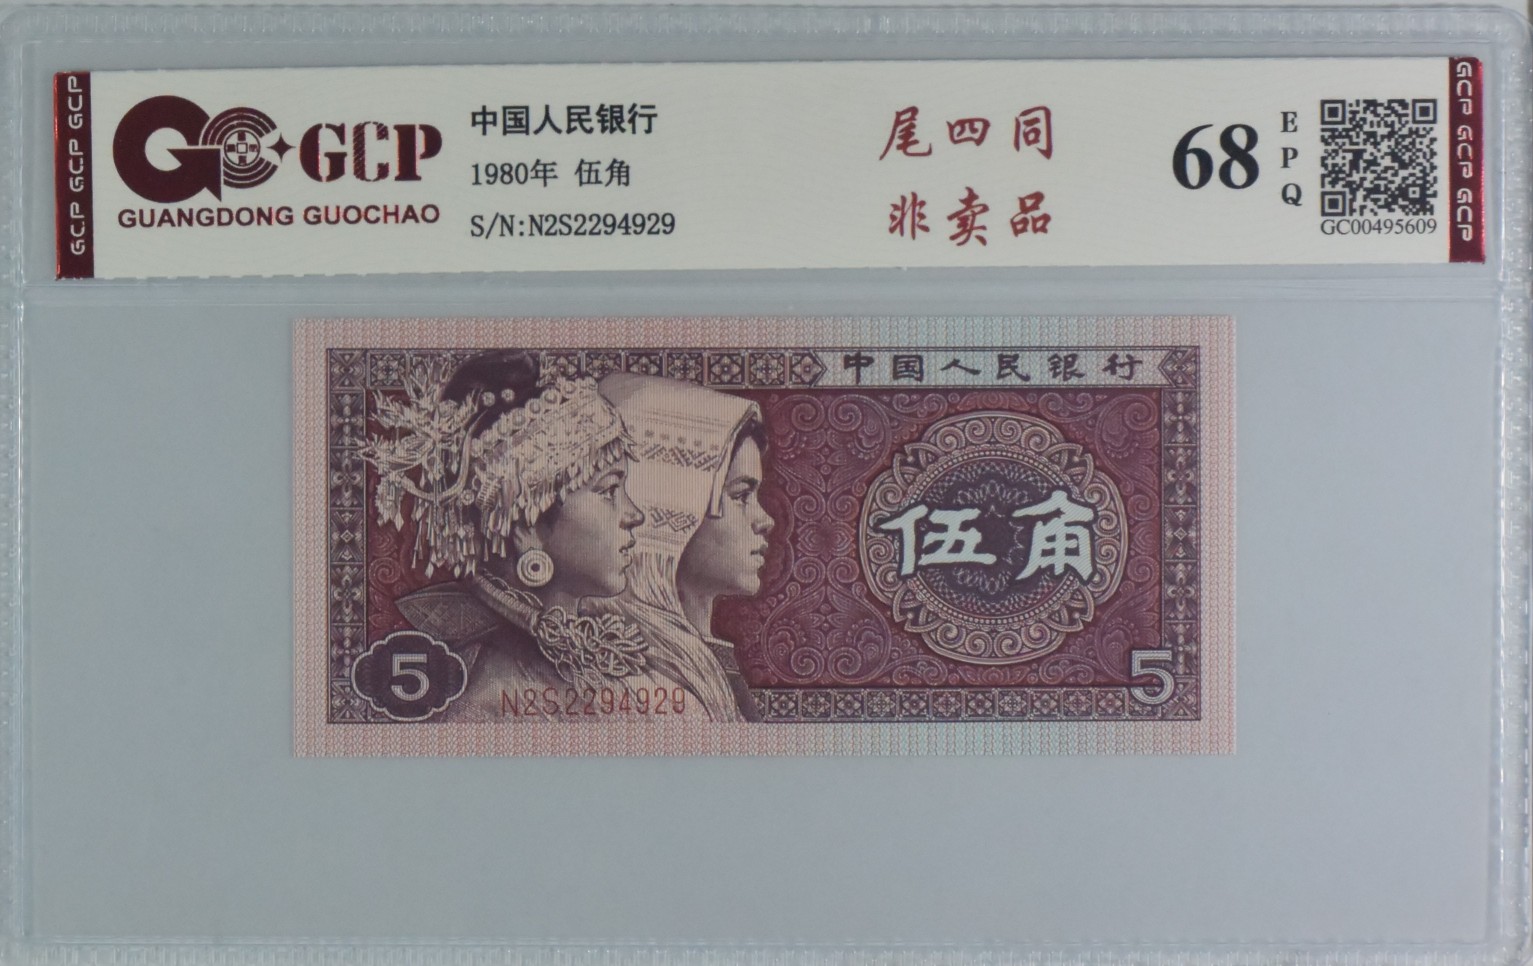 GCP GCP GCP
GCP
GUANGDONG GUOCHAO
中国人民银行
1980年 伍角
S/N:N2S2294929
尾四同
非卖品
68
EPQ
GC00495609
GCP GCP GCP
中国人民银行
伍角
5
N2S2294929
5